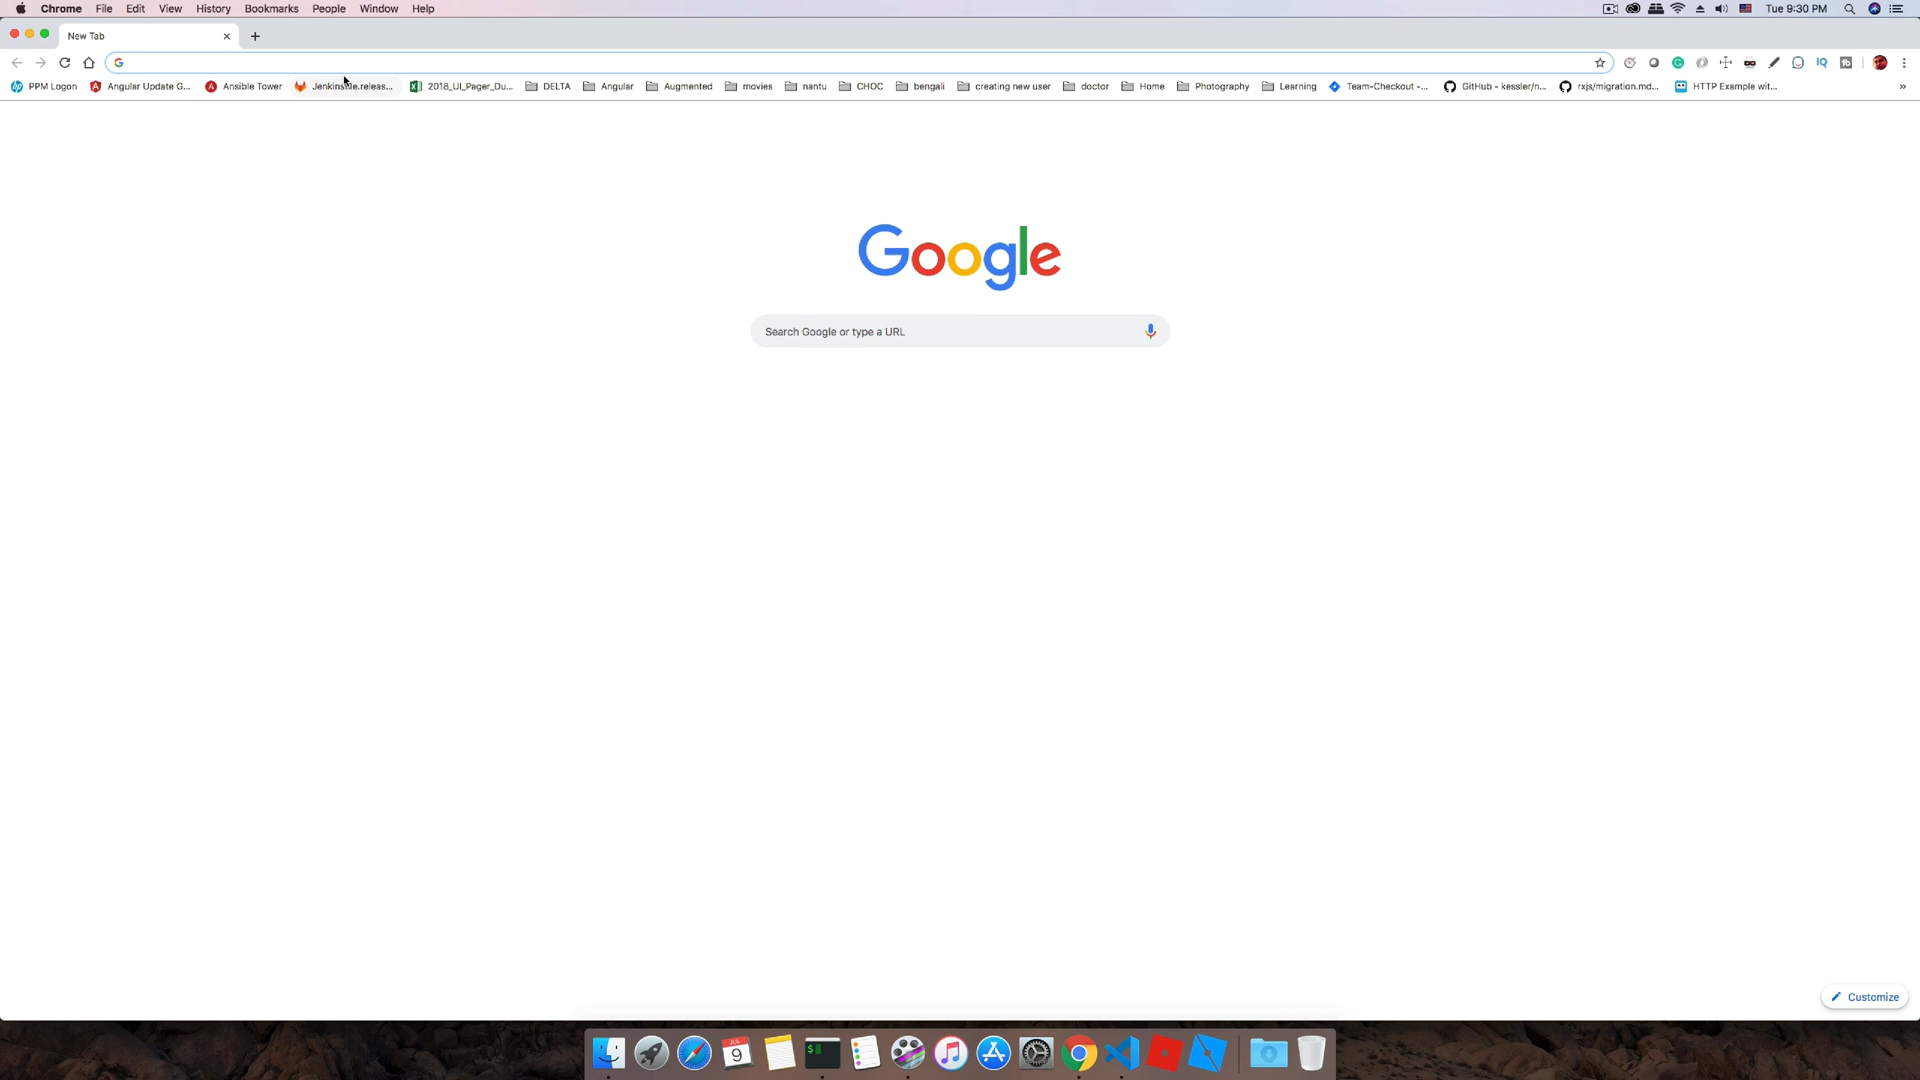 Chrome File Edit View History Bookmarks People Window Help Tue 9:30 PM
New Tab
PPM Logon Angular Update G... Ansible Tower Jenkinsfile.releas... 2018_UI_Pager_Du... DELTA Angular Augmented movies nantu CHOC bengali creating new user doctor Home Photography Learning Team-Checkout -... GitHub - kessler/n... rxjs/migration.md... HTTP Example wit... »
Google
Search Google or type a URL
Customize
JUL
9